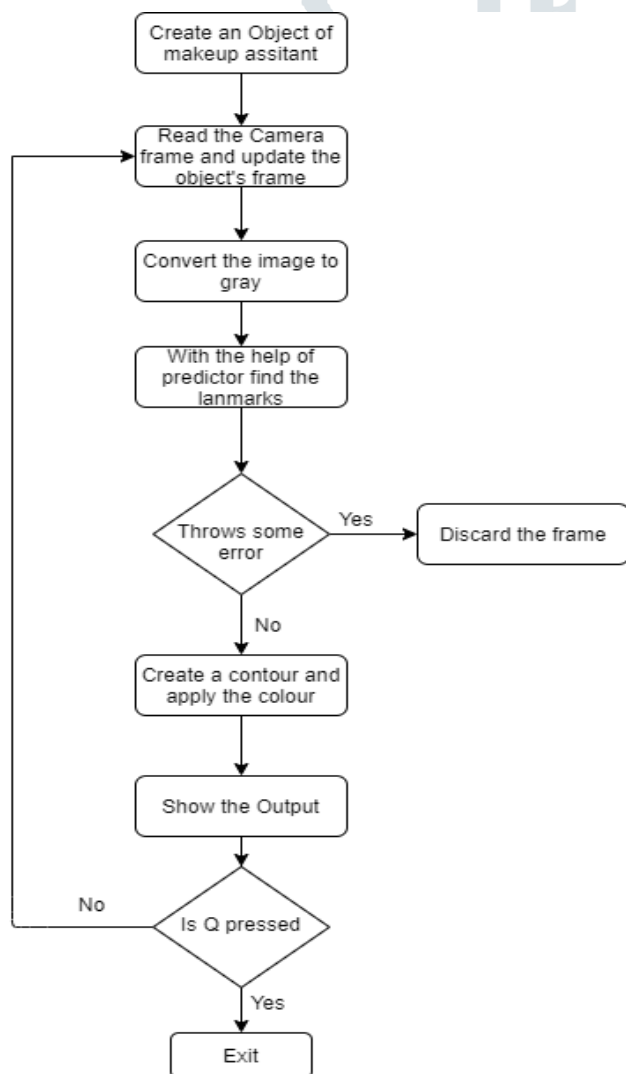 Create an Object of
makeup assitant
Read the Camera
frame and update the
object's frame
Convert the image to
gray
With the help of
predictor find the
lanmarks
Throws some
error
Yes
Discard the frame
No
Create a contour and
apply the colour
Show the Output
Is Q pressed
No
Yes
Exit